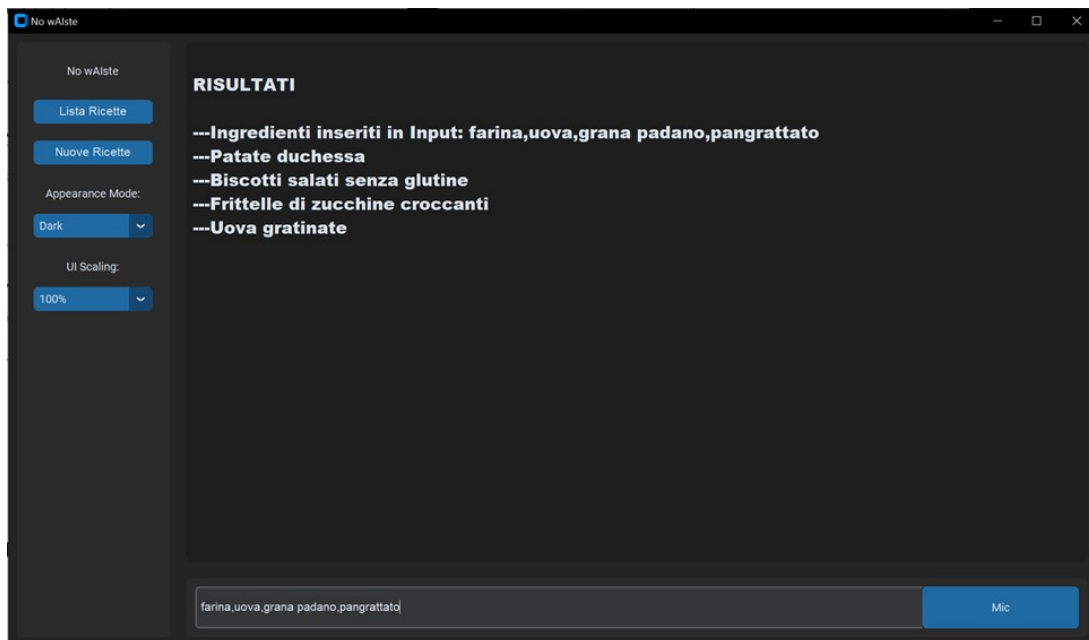 No wAIste
No wAIste
Lista Ricette
Nuove Ricette
Appearance Mode:
Dark
UI Scaling:
100%
RISULTATI
---Ingredienti inseriti in Input: farina,uova,grana padano,pangrattato
---Patate duchessa
---Biscotti salati senza glutine
---Frittelle di zucchine croccanti
---Uova gratinate
farina,uova,grana padano,pangrattato
Mic